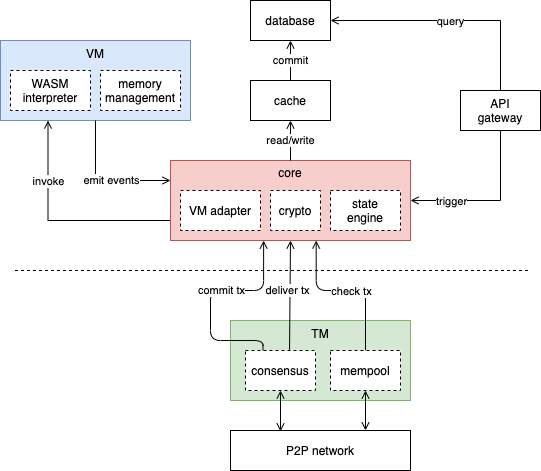 database
query
VM
commit
WASM
interpreter
memory
management
cache
API
gateway
read/write
invoke
emit events
core
trigger
VM adapter
crypto
state
engine
commit tx
deliver tx
check tx
TM
consensus
mempool
P2P network